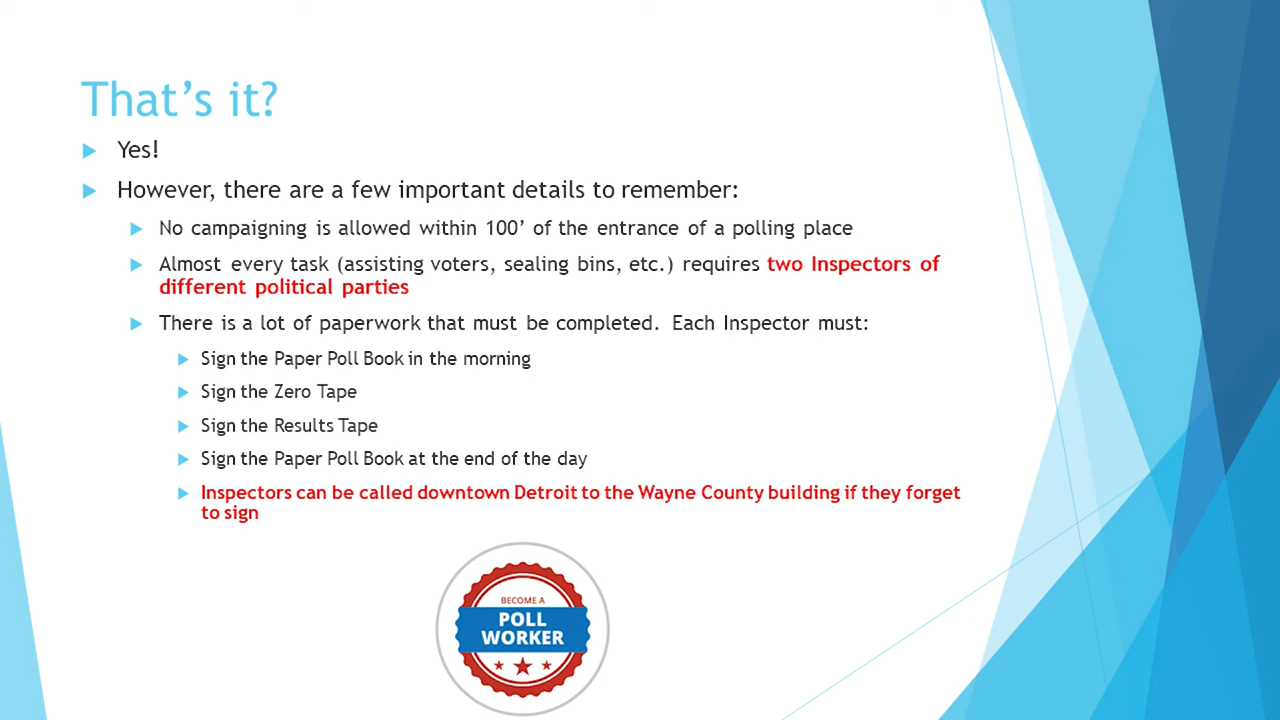 That’s it?
Yes!
However, there are a few important details to remember:
No campaigning is allowed within 100’ of the entrance of a polling place
Almost every task (assisting voters, sealing bins, etc.) requires two Inspectors of
different political parties
There is a lot of paperwork that must be completed.  Each Inspector must:
Sign the Paper Poll Book in the morning
Sign the Zero Tape
Sign the Results Tape
Sign the Paper Poll Book at the end of the day
Inspectors can be called downtown Detroit to the Wayne County building if they forget
to sign
BECOME A
POLL
WORKER